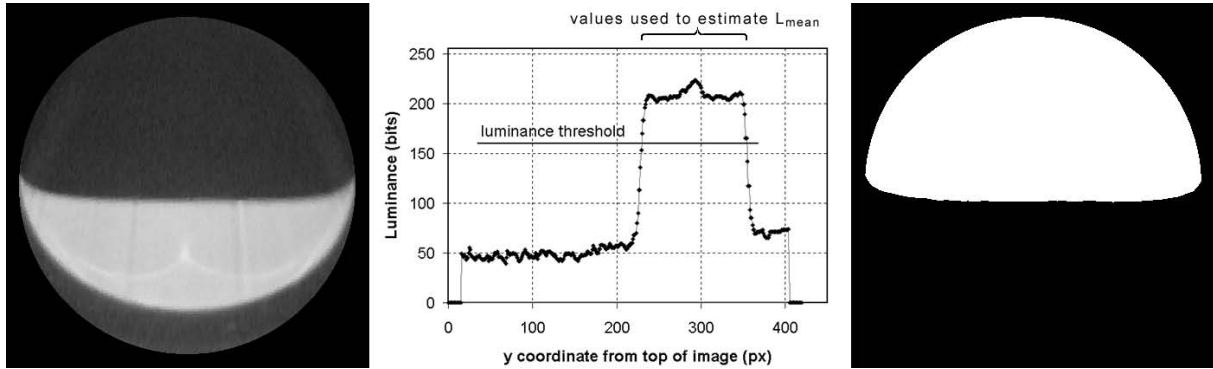 values used to estimate L_mean
250
200
150
100
50
0
Luminance (bits)
luminance threshold
0 100 200 300 400
y coordinate from top of image (px)